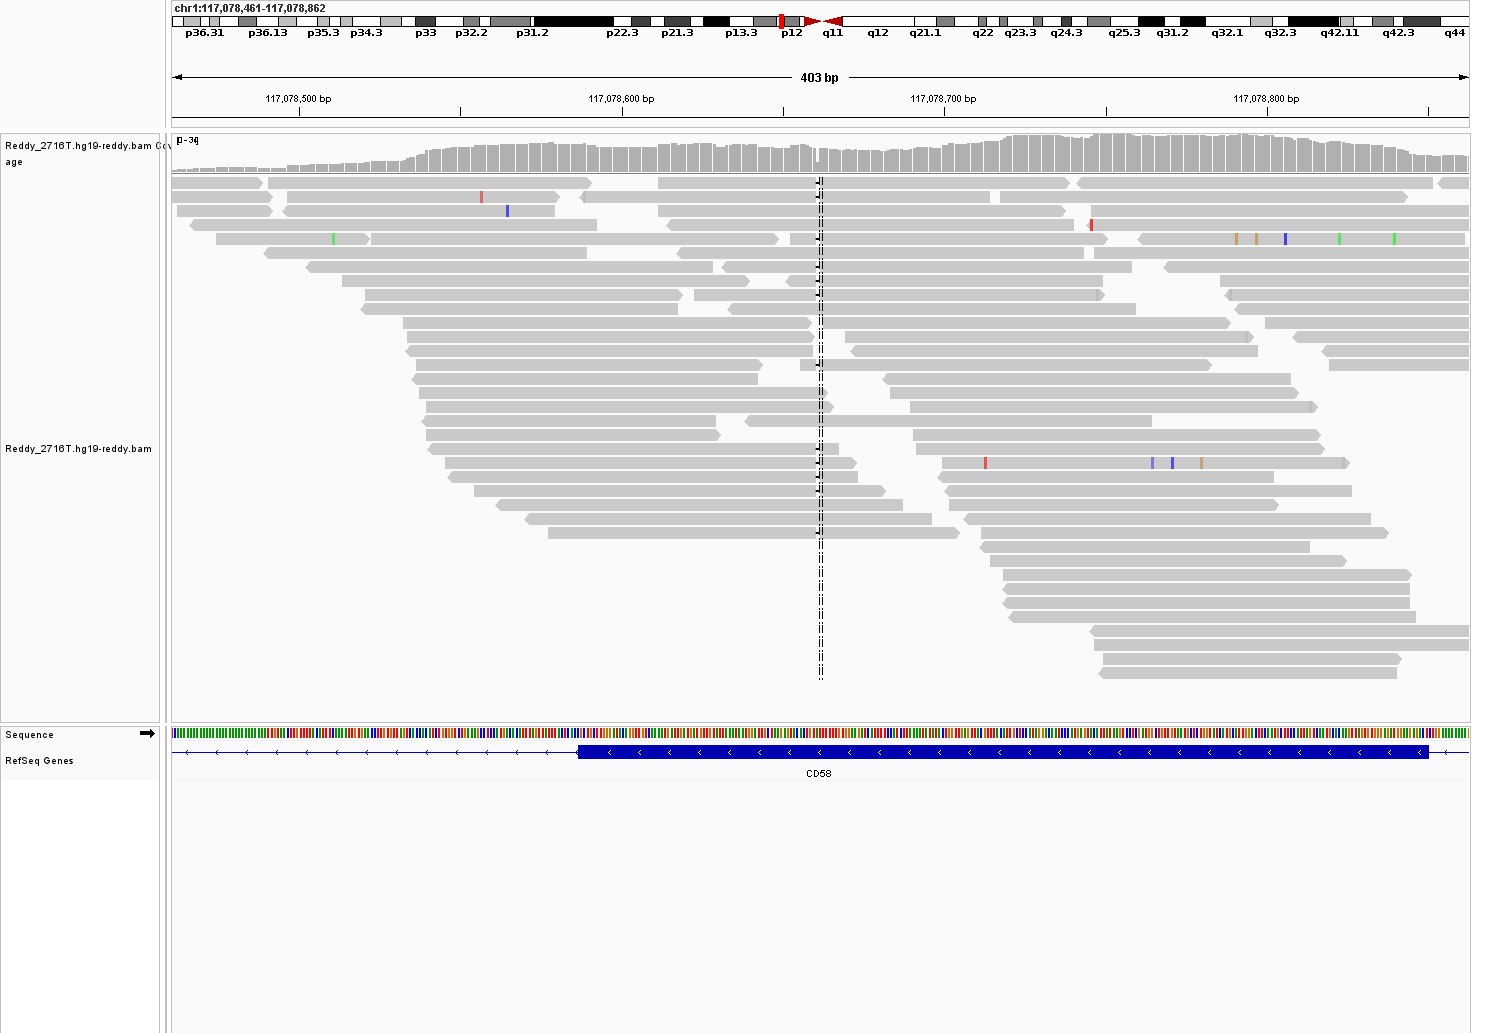 chr1:117,078,461-117,078,862
p36.31 p36.13 p35.3 p34.3 p33 p32.2 p31.2 p22.3 p21.3 p13.3 p12 q11 q12 q21.1 q22 q23.3 q24.3 q25.3 q31.2 q32.1 q32.3 q42.11 q42.3 q44
403 bp
117,078,500 bp 117,078,600 bp 117,078,700 bp 117,078,800 bp
Reddy_2716T.hg19-reddy.bam Cov
age
[0-34]
Reddy_2716T.hg19-reddy.bam
Sequence
RefSeq Genes
CD58